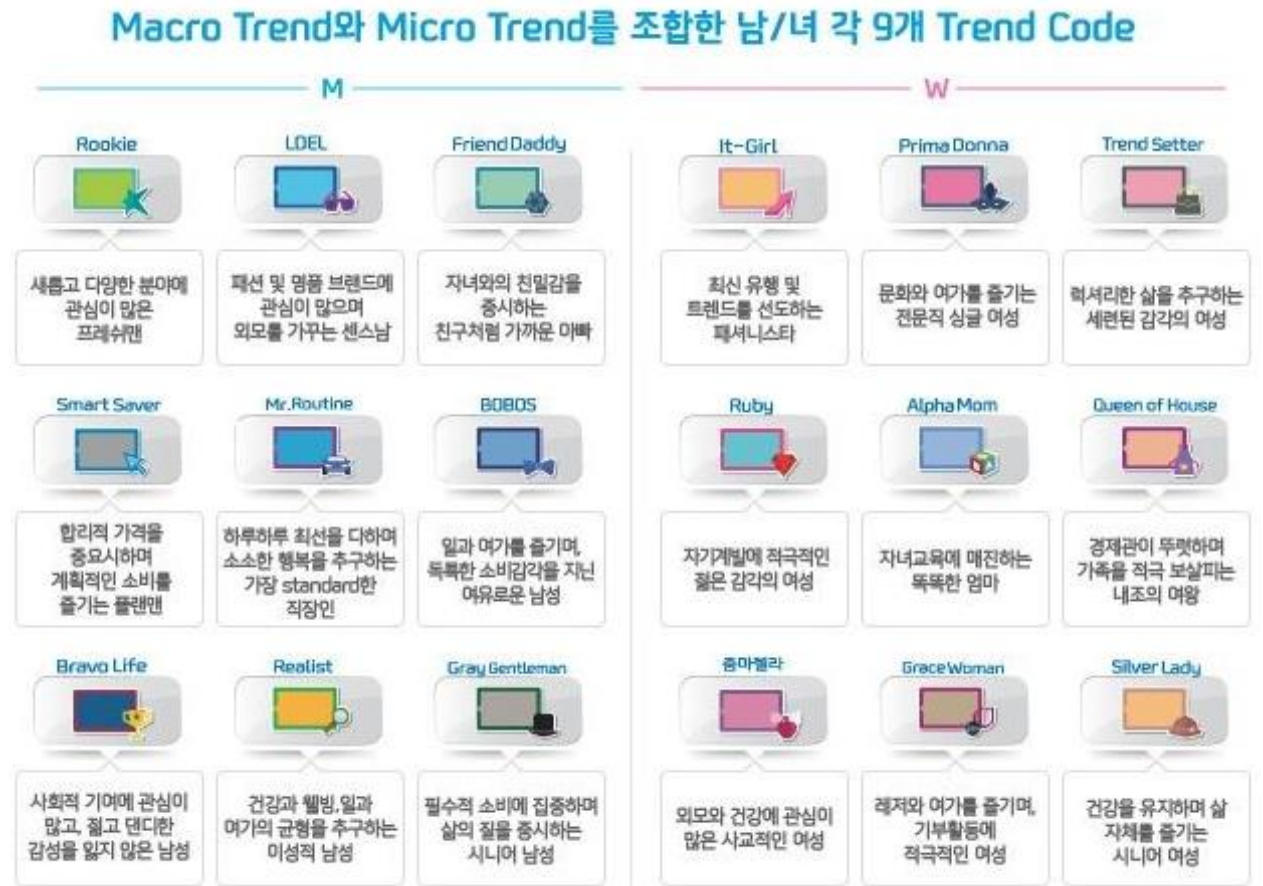 Macro Trend와 Micro Trend를 조합한 남/녀 각 9개 Trend Code
M
W
Rookie
새롭고 다양한 분야에
관심이 많은
프레쉬맨
LOEL
패션 및 명품 브랜드에
관심이 많으며
외모를 가꾸는 센스남
Friend Daddy
자녀와의 친밀감을
중시하는
친구처럼 가까운 아빠
It-Girl
최신 유행 및
트렌드를 선도하는
패셔니스타
Prima Donna
문화와 여가를 즐기는
전문직 싱글 여성
Trend Setter
럭셔리한 삶을 추구하는
세련된 감각의 여성
Smart Saver
합리적 가격을
중요시하며
계획적인 소비를
즐기는 플랜맨
Mr.Routine
하루하루 최선을 다하며
소소한 행복을 추구하는
가장 standard한
직장인
BOBOS
일과 여가를 즐기며,
톡톡한 소비감각을 지닌
여유로운 남성
Ruby
자기계발에 적극적인
젊은 감각의 여성
Alpha Mom
자녀교육에 매진하는
똑똑한 엄마
Queen of House
경제관이 뚜렷하며
가족을 적극 보살피는
내조의 여왕
Bravo Life
사회적 기여에 관심이
많고, 젊고 댄디한
감성을 잃지 않은 남성
Realist
건강과 웰빙,일과
여가의 균형을 추구하는
이성적 남성
Gray Gentleman
필수적 소비에 집중하며
삶의 질을 중시하는
시니어 남성
줌마렐라
외모와 건강에 관심이
많은 사교적인 여성
Grace Woman
레저와 여가를 즐기며,
기부활동에
적극적인 여성
Silver Lady
건강을 유지하며 삶
자체를 즐기는
시니어 여성